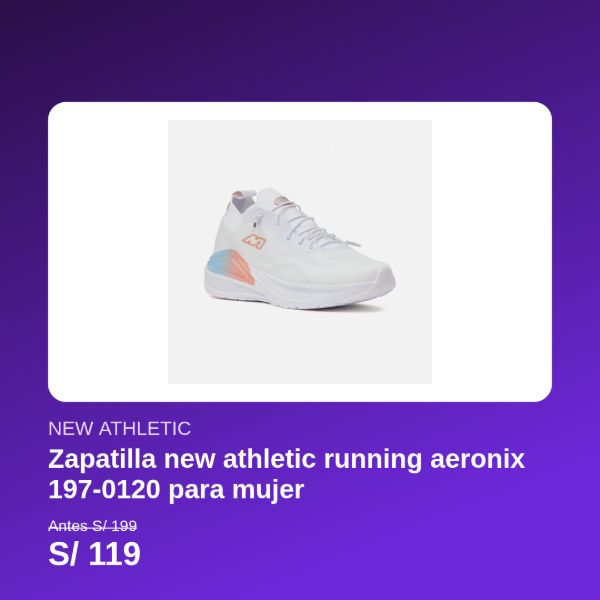 NEW ATHLETIC
Zapatilla new athletic running aeronix
197-0120 para mujer
Antes S/ 199
S/ 119